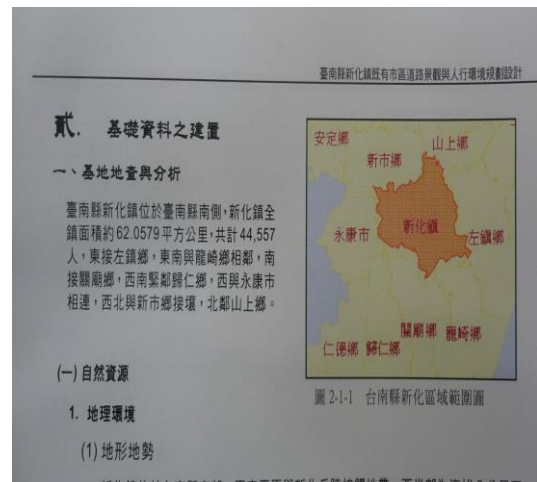 臺南縣新化鎮既有市區道路景觀與人行環境規劃設計
貳. 基礎資料之建置
一、基地地查與分析
臺南縣新化鎮位於臺南縣南側，新化鎮全
鎮面積約62.0579平方公里，共計44,557
人，東接左鎮鄉，東南與龍崎鄉相鄰，南
接關廟鄉，西南緊鄰歸仁鄉，西與永康市
相連，西北與新市鄉接壤，北鄰山上鄉。
安定鄉
山上鄉
新市鄉
新化鎮
永康市
左鎮鄉
關廟鄉 龍崎鄉
仁德鄉 歸仁鄉
圖 2-1-1 台南縣新化區域範圍圖
(一) 自然資源
1. 地理環境
(1) 地形地勢